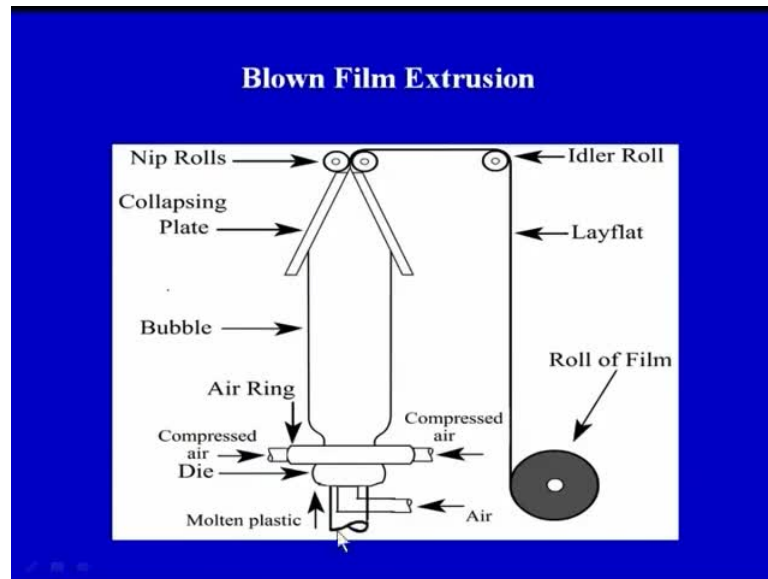 Blown Film Extrusion
Nip Rolls
Idler Roll
Collapsing
Plate
Layflat
Bubble
Roll of Film
Air Ring
Compressed
air
Compressed
air
Die
Molten plastic
Air